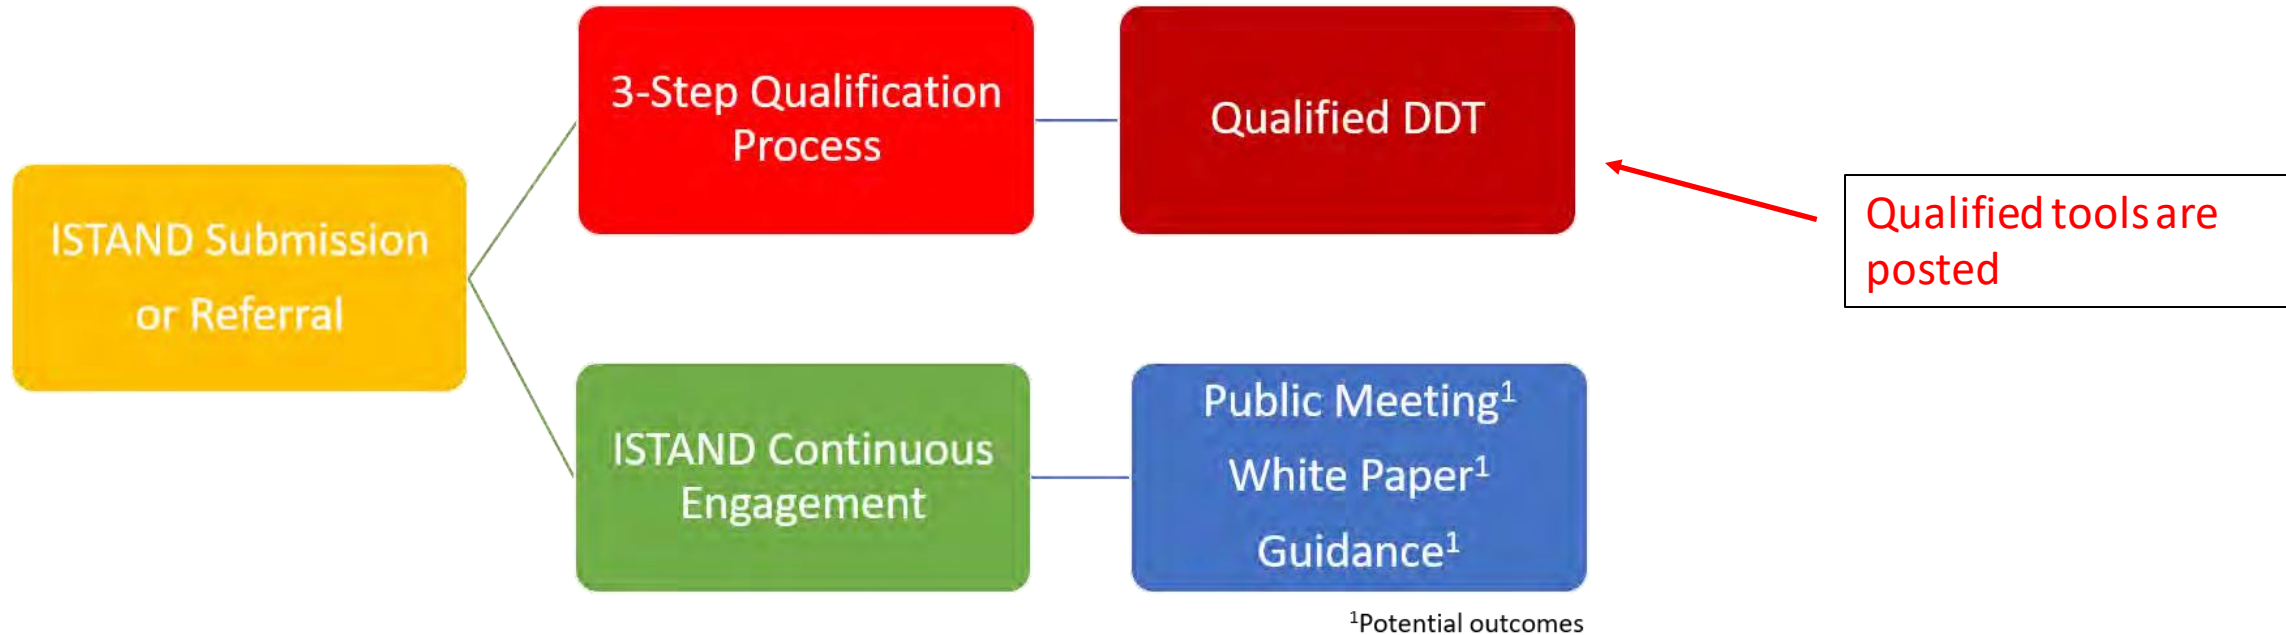 3-Step Qualification
Process
Qualified DDT
ISTAND Submission
or Referral
Qualified tools are
posted
ISTAND Continuous
Engagement
Public Meeting¹
White Paper¹
Guidance¹
¹Potential outcomes